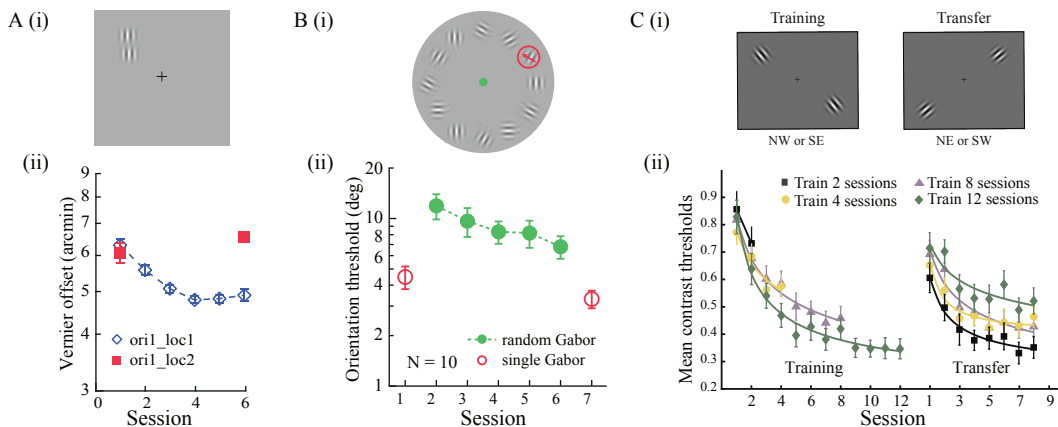 A (i)
B (i)
C (i)
Training
Transfer
NW or SE
NE or SW
(ii)
Vernier offset (arcmin)
9
8
7
6
5
4
3
0
2
4
6
Session
ori1_loc1
ori1_loc2
(ii)
Orientation threshold (deg)
20
10
8
6
4
2
1
1
2
3
4
5
6
7
Session
N = 10
random Gabor
single Gabor
(ii)
Mean contrast thresholds
0.9
0.8
0.7
0.6
0.5
0.4
0.3
0.2
Train 2 sessions
Train 4 sessions
Train 8 sessions
Train 12 sessions
Training
Transfer
2
4
6
8
10
12
1
3
5
7
9
Session